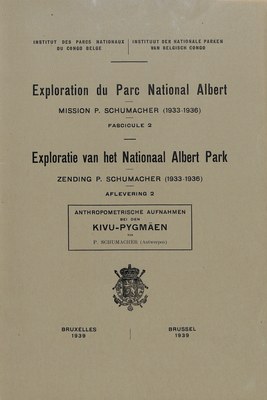 INSTITUT DES PARCS NATIONAUX
DU CONGO BELGE
INSTITUUT DER NATIONALE PARKEN
VAN BELGISCH CONGO
Exploration du Parc National Albert
MISSION P. SCHUMACHER (1933-1936)
FASCICULE 2
Exploratie van het Nationaal Albert Park
ZENDING P. SCHUMACHER (1933-1936)
AFLEVERING 2
ANTHROPOMETRISCHE AUFNAHMEN
BEI DEN
KIVU-PYGMÄEN
VON
P. SCHUMACHER (Antwerpen)
BRUXELLES
1939
BRUSSEL
1939